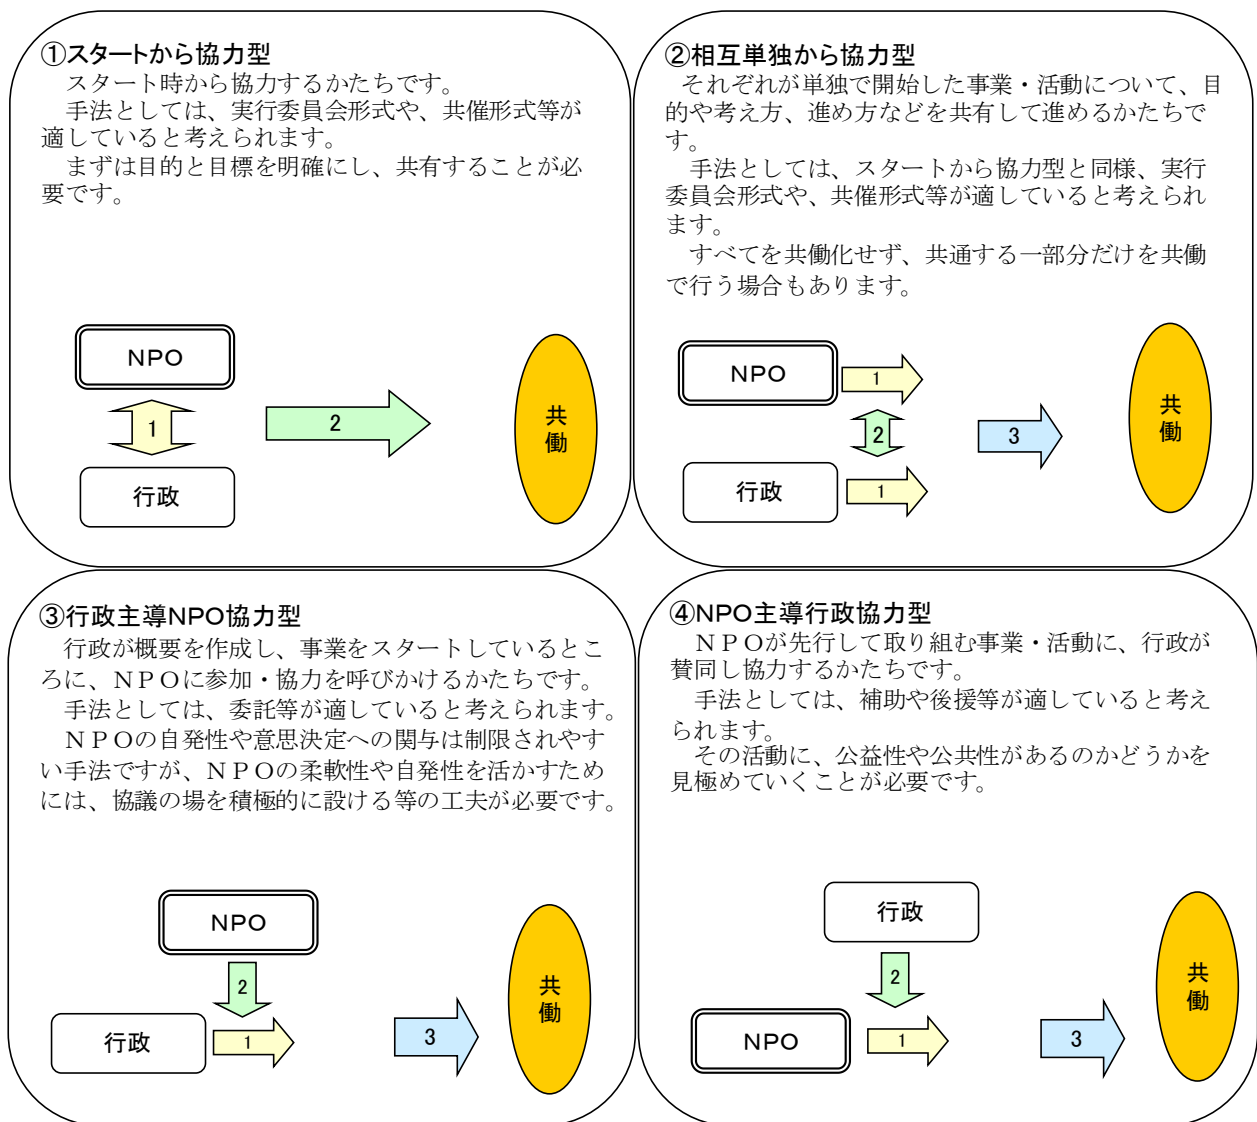 ①スタートから協力型
スタート時から協力するかたちです。
手法としては、実行委員会形式や、共催形式等が
適していると考えられます。
まずは目的と目標を明確にし、共有することが必
要です。
NPO
1
2
行政
共
働
②相互単独から協力型
それぞれが単独で開始した事業・活動について、目
的や考え方、進め方などを共有して進めるかたちで
す。
手法としては、スタートから協力型と同様、実行
委員会形式や、共催形式等が適していると考えられ
ます。
すべてを共働化せず、共通する一部分だけを共働
で行う場合もあります。
NPO
1
2
3
行政
1
共
働
③行政主導NPO協力型
行政が概要を作成し、事業をスタートしているとこ
ろに、ＮＰＯに参加・協力を呼びかけるかたちです。
手法としては、委託等が適していると考えられます。
ＮＰＯの自発性や意思決定への関与は制限されやす
い手法ですが、ＮＰＯの柔軟性や自発性を活かすため
には、協議の場を積極的に設ける等の工夫が必要です。
NPO
2
行政
1
3
共
働
④NPO主導行政協力型
ＮＰＯが先行して取り組む事業・活動に、行政が
賛同し協力するかたちです。
手法としては、補助や後援等が適していると考え
られます。
その活動に、公益性や公共性があるのかどうかを
見極めていくことが必要です。
行政
2
NPO
1
3
共
働